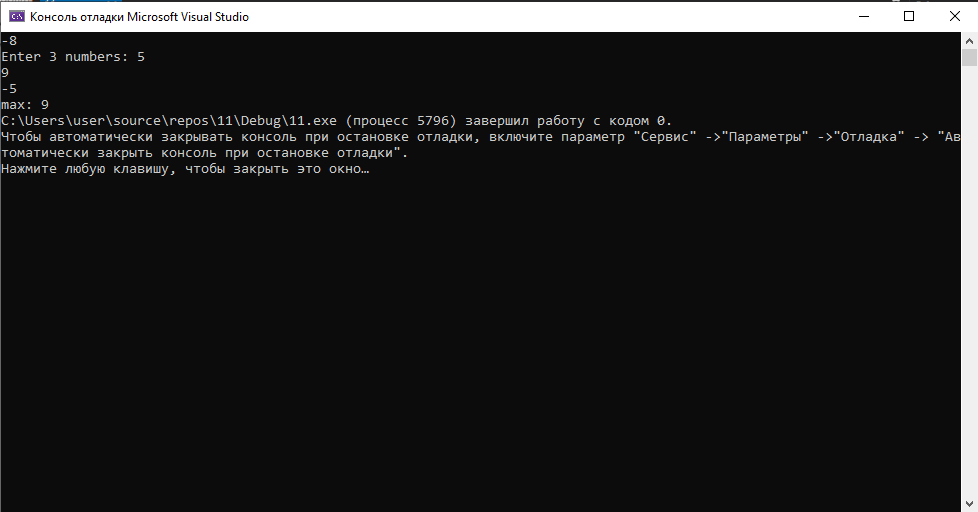 Консоль отладки Microsoft Visual Studio
-8
Enter 3 numbers: 5
9
-5
max: 9
C:\Users\user\source\repos\11\Debug\11.exe (процесс 5796) завершил работу с кодом 0.
Чтобы автоматически закрывать консоль при остановке отладки, включите параметр "Сервис" ->"Параметры" ->"Отладка" -> "Ав
томатически закрыть консоль при остановке отладки".
Нажмите любую клавишу, чтобы закрыть это окно…